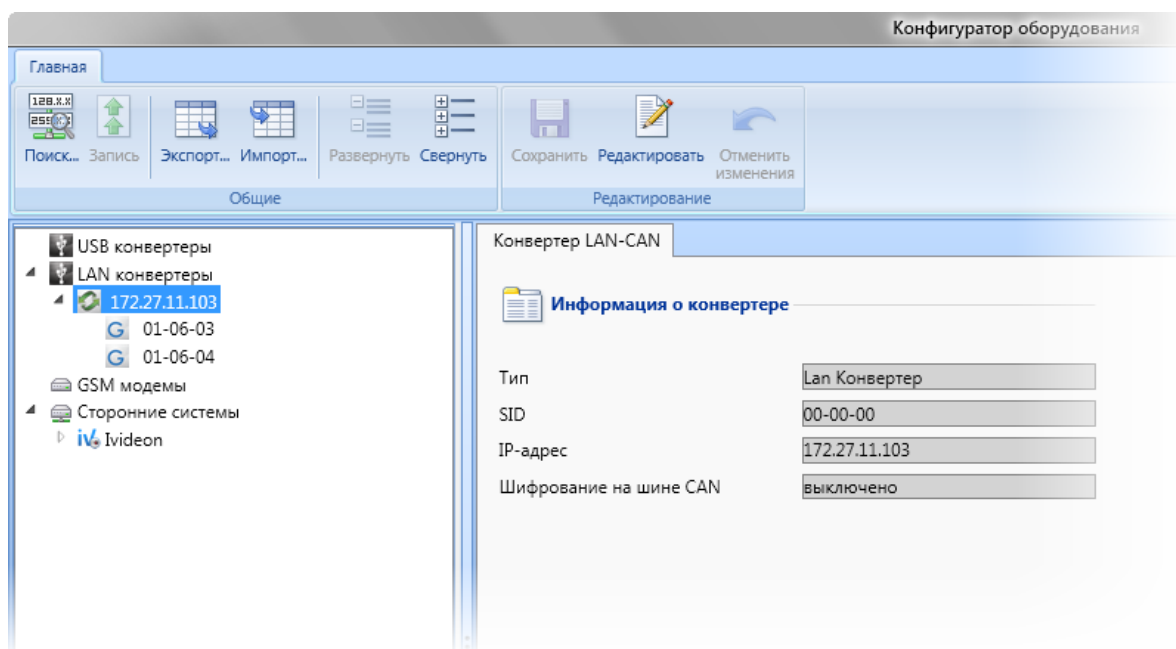 Конфигуратор оборудования
Главная
128.X.X
255
Поиск... Запись Экспорт... Импорт... Развернуть Свернуть
Общие
Сохранить Редактировать Отменить
изменения
Редактирование
USB конвертеры
LAN конвертеры
172.27.11.103
G 01-06-03
G 01-06-04
GSM модемы
Сторонние системы
iv Ivideon
Конвертер LAN-CAN
Информация о конвертере
Тип Lan Конвертер
SID 00-00-00
IP-адрес 172.27.11.103
Шифрование на шине CAN выключено